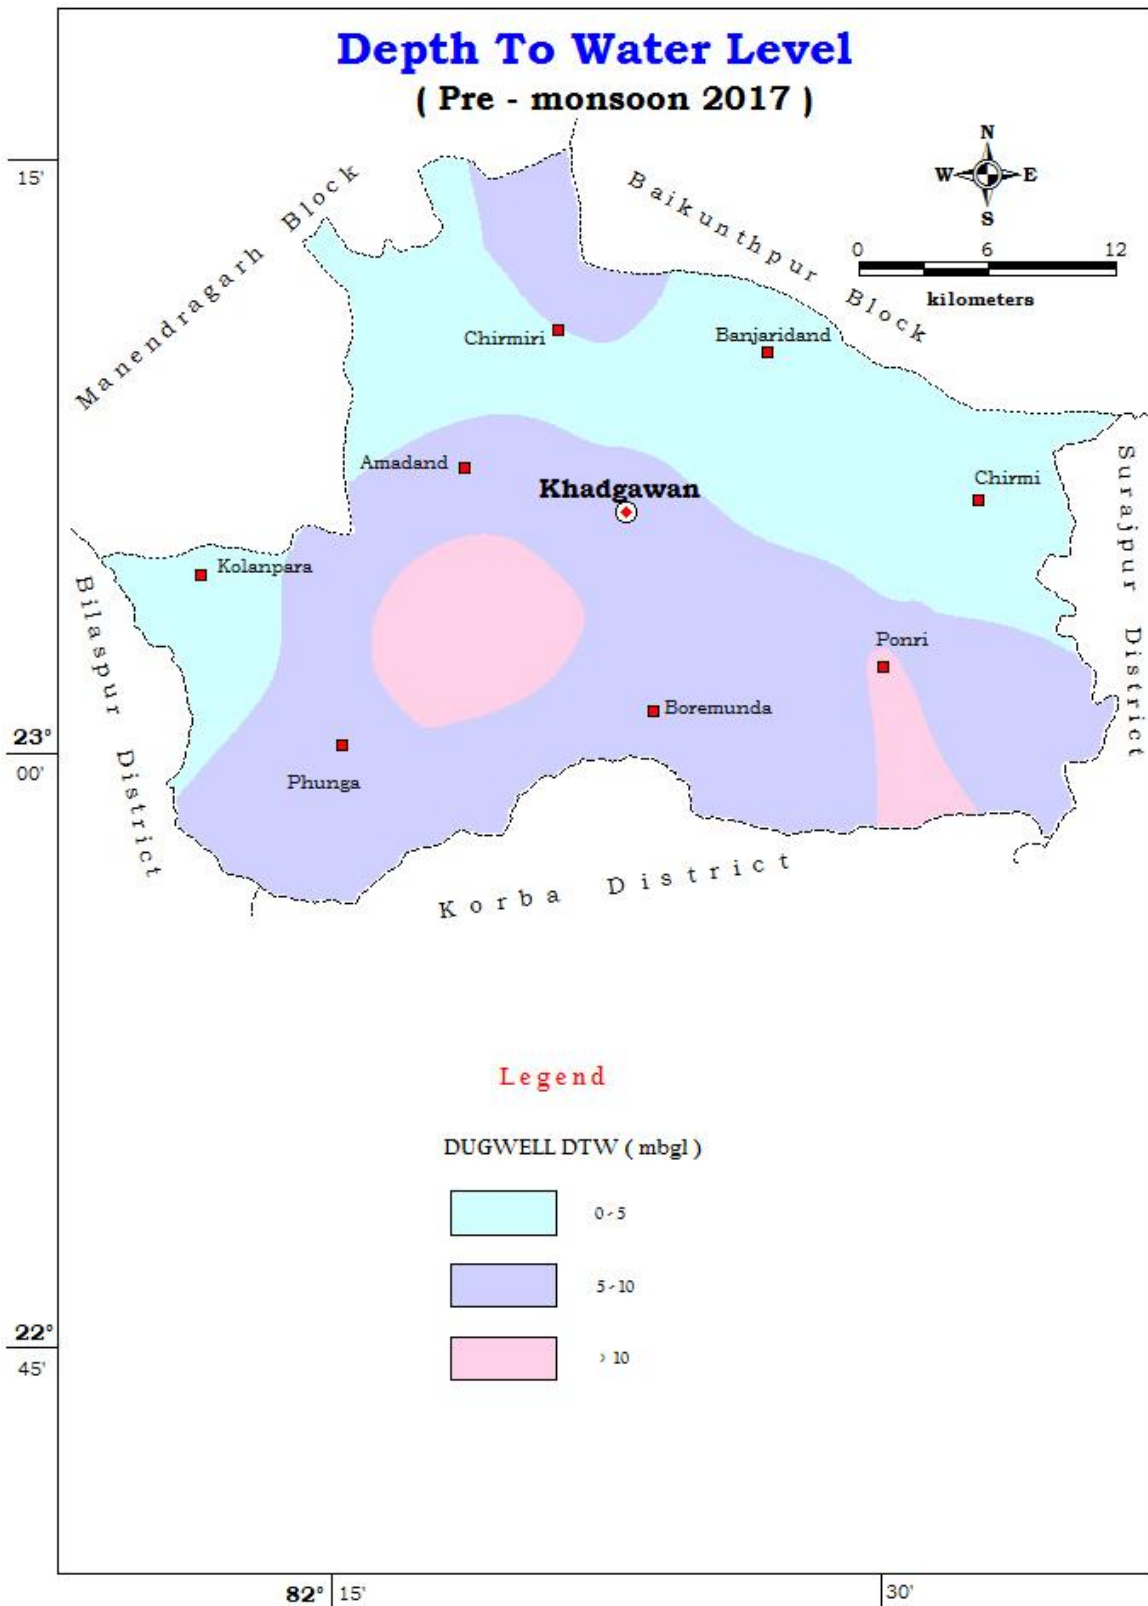 Depth To Water Level
( Pre - monsoon 2017 )
N
W E
S
15'
Manendragarh Block
Baikunthpur Block
0 6 12
kilometers
Chirmiri
Banjaridand
Amadand
Khadgawan
Chirmi
Surajpur District
Kolanpara
Bilaspur District
Ponri
Boremunda
23°
00'
Phunga
Korba District
Legend
DUGWELL DTW ( mbgl )
0 - 5
5 - 10
> 10
22°
45'
82° 15' 30'